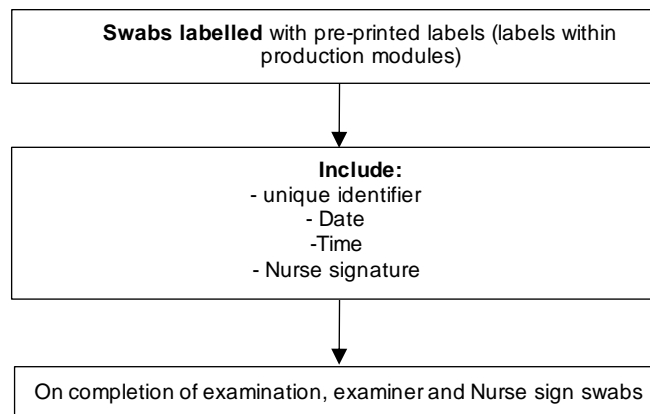 Swabs labelled with pre-printed labels (labels within
production modules)
Include:
- unique identifier
- Date
-Time
- Nurse signature
On completion of examination, examiner and Nurse sign swabs